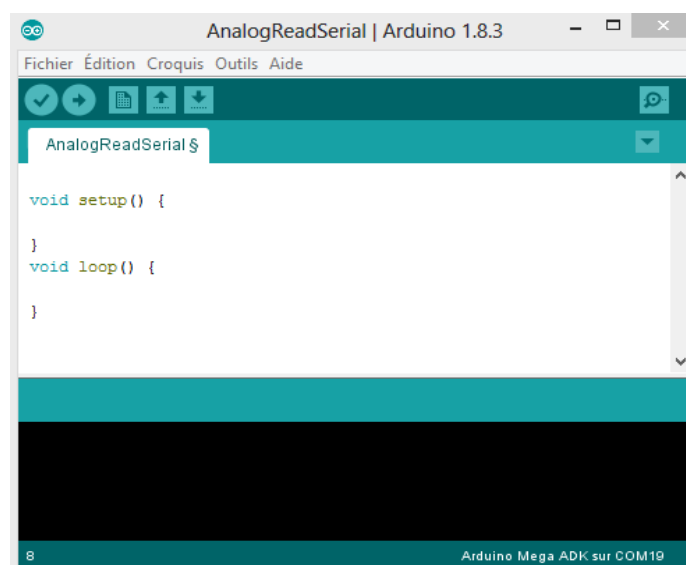 AnalogReadSerial | Arduino 1.8.3
Fichier Édition Croquis Outils Aide
AnalogReadSerial §
void setup() {
}
void loop() {
}
8
Arduino Mega ADK sur COM19